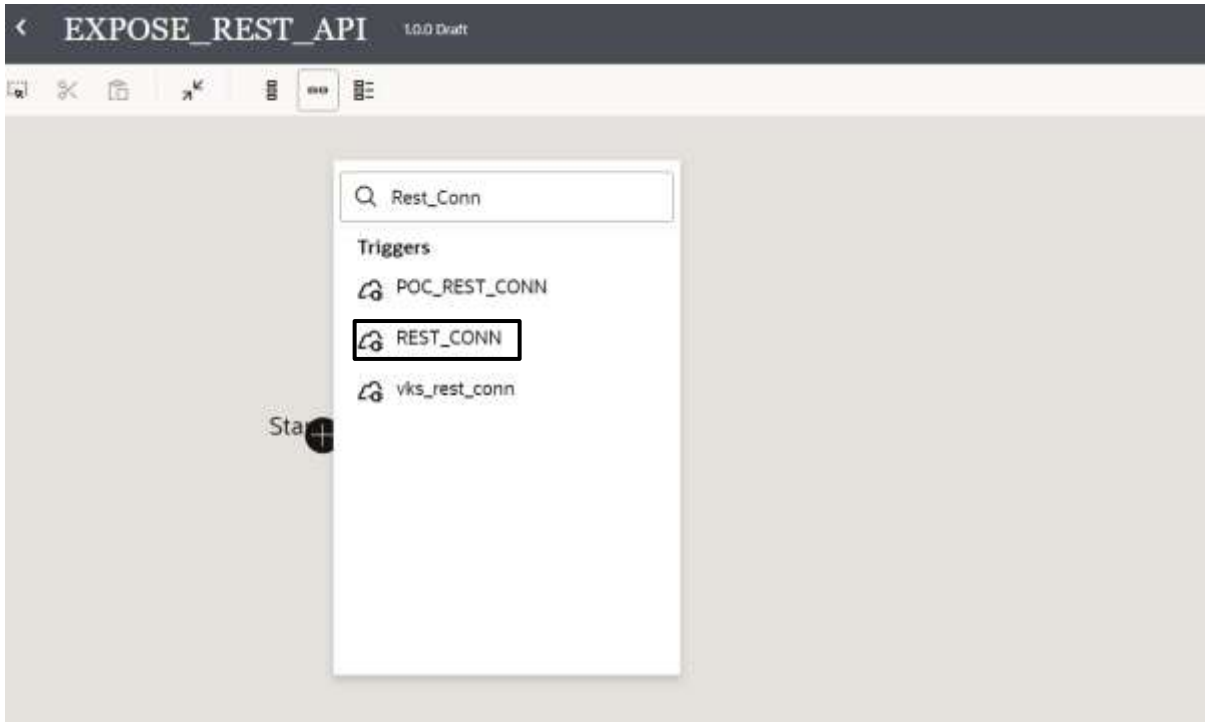 EXPOSE_REST_API 1.0.0 Draft
Rest_Conn
Triggers
POC_REST_CONN
REST_CONN
vks_rest_conn
Sta